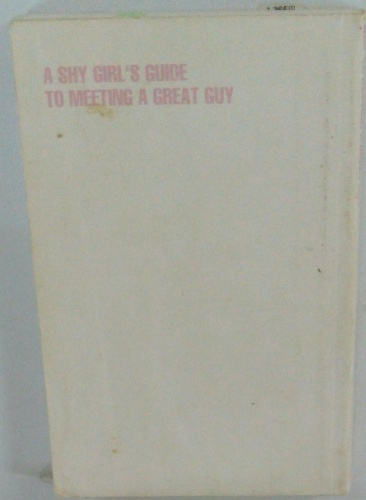 A SHY GIRL'S GUIDE
TO MEETING A GREAT GUY